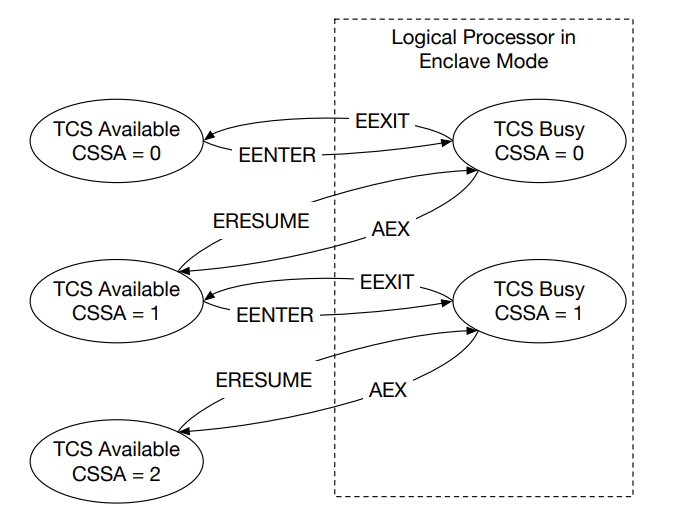 Logical Processor in
Enclave Mode
TCS Available
CSSA = 0
EEXIT
EENTER
TCS Busy
CSSA = 0
ERESUME
AEX
TCS Available
CSSA = 1
EEXIT
EENTER
TCS Busy
CSSA = 1
ERESUME
AEX
TCS Available
CSSA = 2